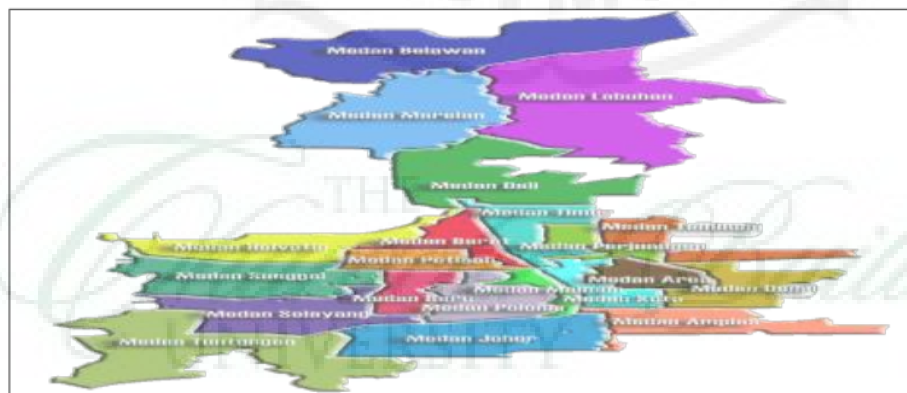 Medan Belawan
Medan Labuhan
Medan Marelan
Medan Deli
Medan Timur
Medan Tembung
Medan Barat
Medan Perjuangan
Medan Helvetia
Medan Petisah
Medan Sunggal
Medan Area
Medan Denai
Medan Maimun
Medan Baru
Medan Kota
Medan Polonia
Medan Selayang
Medan Amplas
Medan Johor
Medan Tuntungan
THE
UNIVERSITY